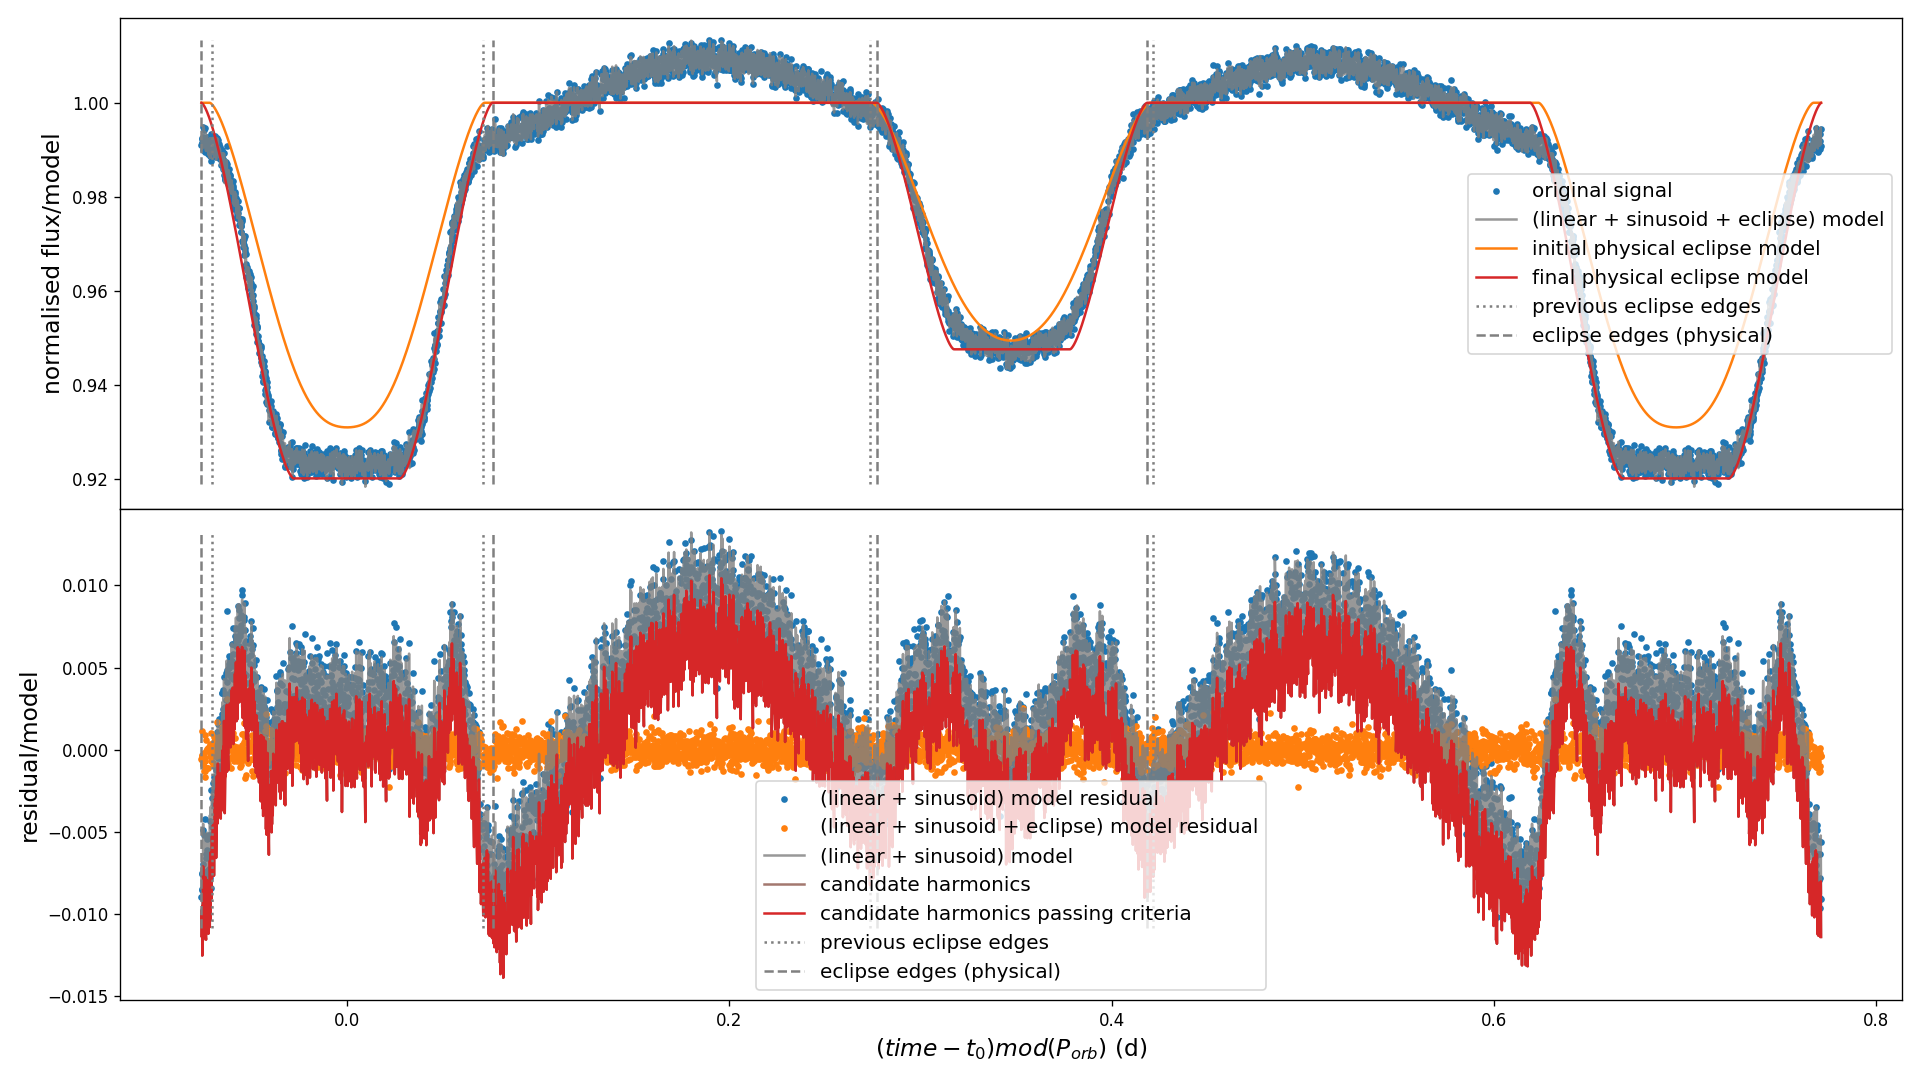 normalised flux/model
1.00
0.98
0.96
0.94
0.92
original signal
(linear + sinusoid + eclipse) model
initial physical eclipse model
final physical eclipse model
previous eclipse edges
eclipse edges (physical)
residual/model
0.010
0.005
0.000
−0.005
−0.010
−0.015
(linear + sinusoid) model residual
(linear + sinusoid + eclipse) model residual
(linear + sinusoid) model
candidate harmonics
candidate harmonics passing criteria
previous eclipse edges
eclipse edges (physical)
0.0 0.2 0.4 0.6 0.8
(time − t₀)mod(Pₒᵣb) (d)